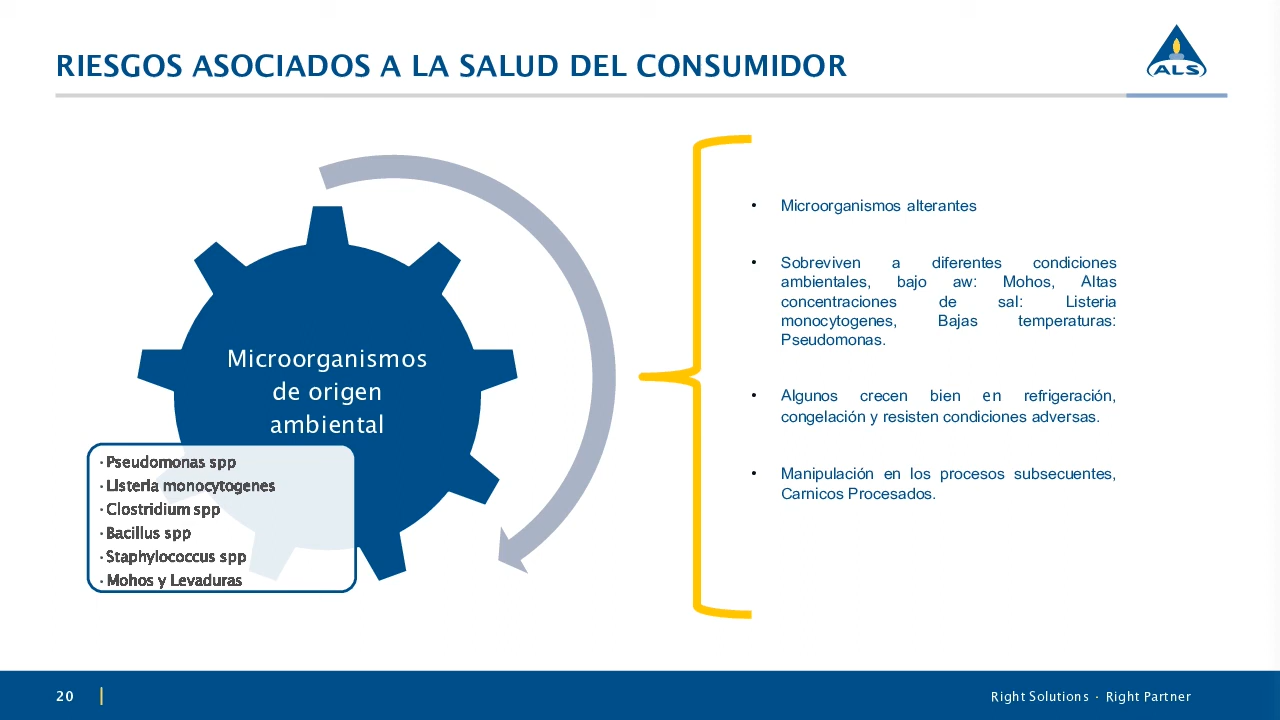 RIESGOS ASOCIADOS A LA SALUD DEL CONSUMIDOR
ALS
Microorganismos
de origen
ambiental
· Pseudomonas spp
· Listeria monocytogenes
· Clostridium spp
· Bacillus spp
· Staphylococcus spp
· Mohos y Levaduras
• Microorganismos alterantes
• Sobreviven a diferentes condiciones
ambientales, bajo aw: Mohos, Altas
concentraciones de sal: Listeria
monocytogenes, Bajas temperaturas:
Pseudomonas.
• Algunos crecen bien en refrigeración,
congelación y resisten condiciones adversas.
• Manipulación en los procesos subsecuentes,
Carnicos Procesados.
20
Right Solutions · Right Partner